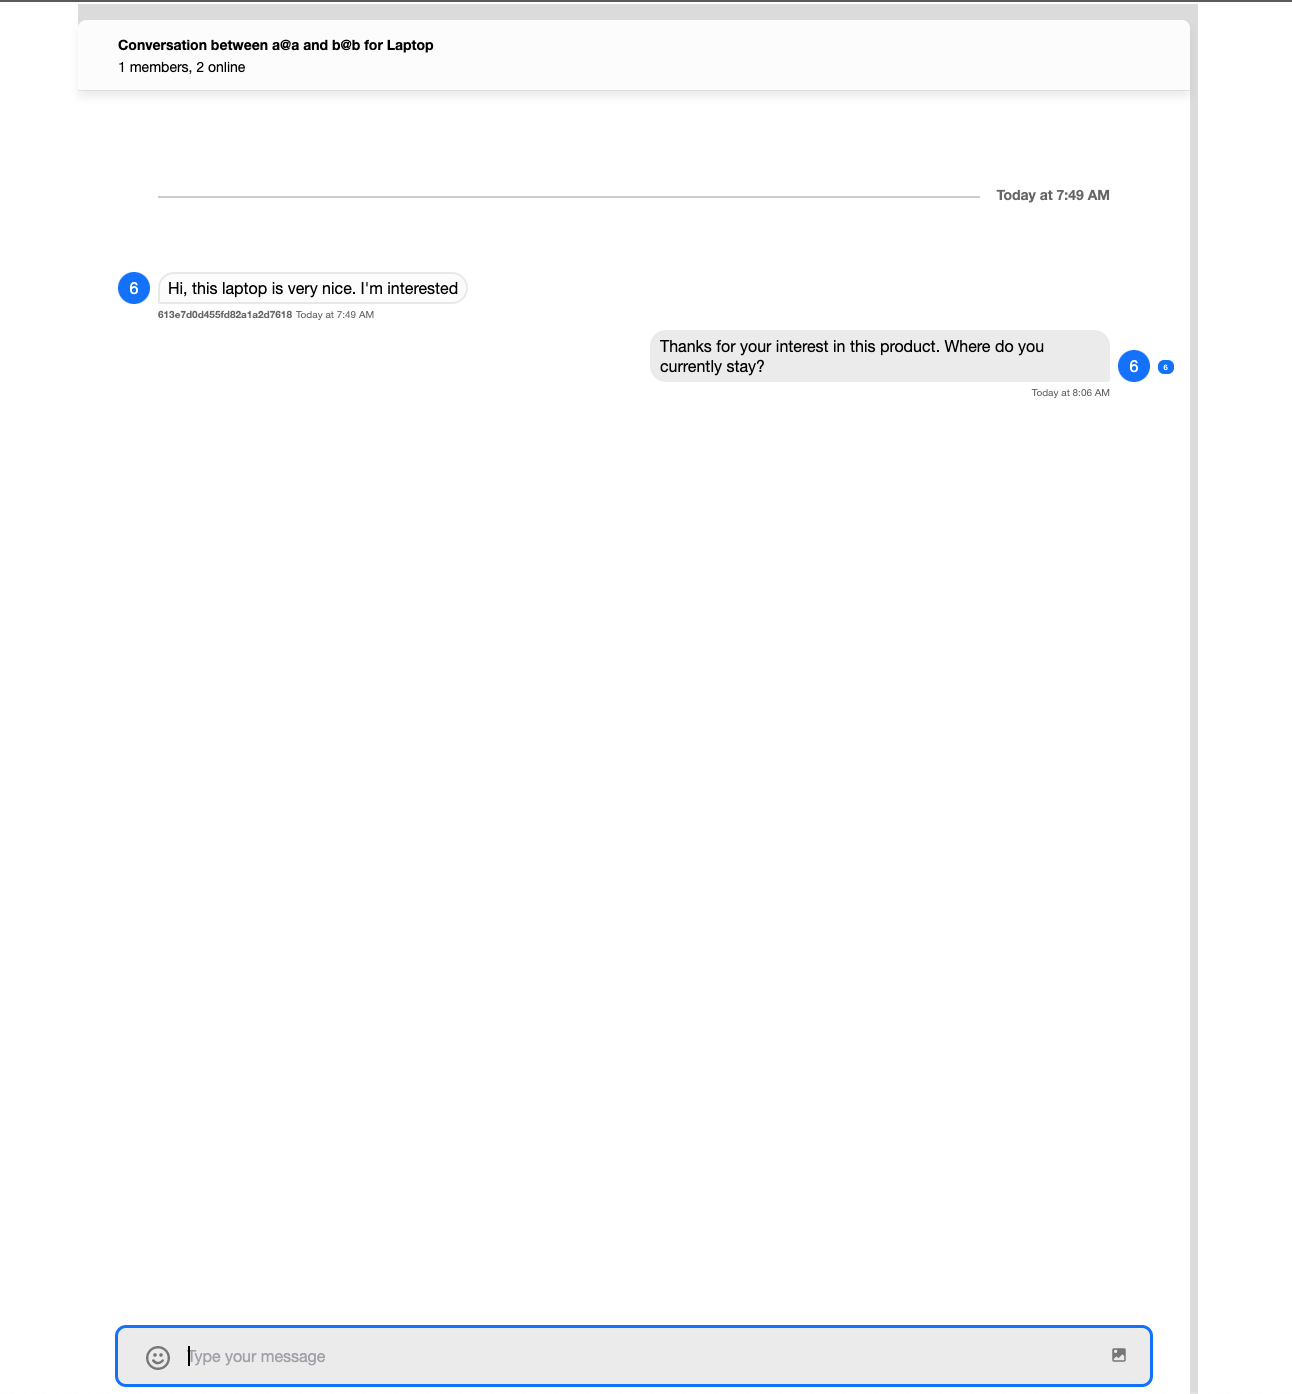 Conversation between a@a and b@b for Laptop
1 members, 2 online
Today at 7:49 AM
6 Hi, this laptop is very nice. I'm interested
613e7d0d455fd82a1a2d7618 Today at 7:49 AM
Thanks for your interest in this product. Where do you
currently stay? 6 6
Today at 8:06 AM
Type your message